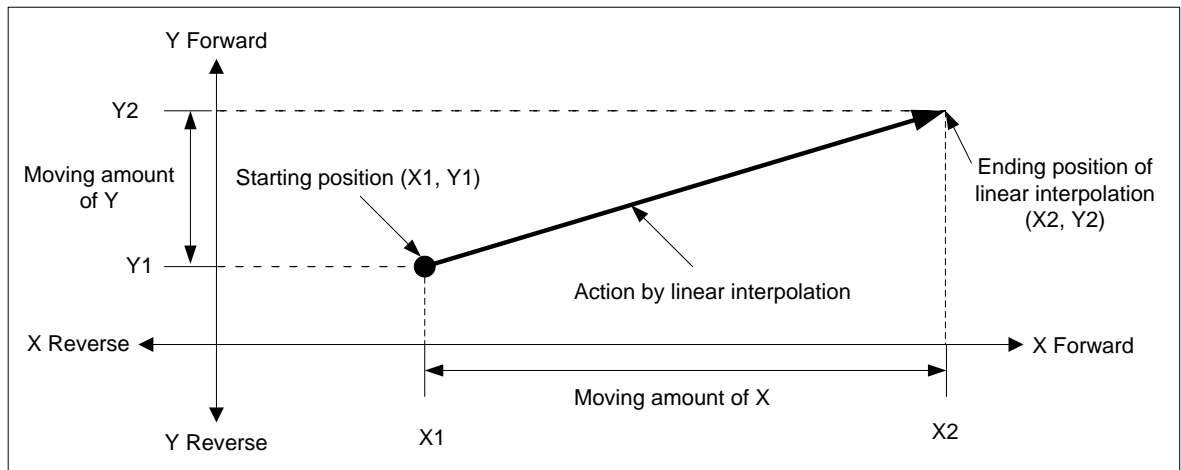 Y Forward
Y2
Moving amount
of Y
Starting position (X1, Y1)
Ending position of
linear interpolation
(X2, Y2)
Y1
Action by linear interpolation
X Reverse
X Forward
Moving amount of X
Y Reverse
X1
X2